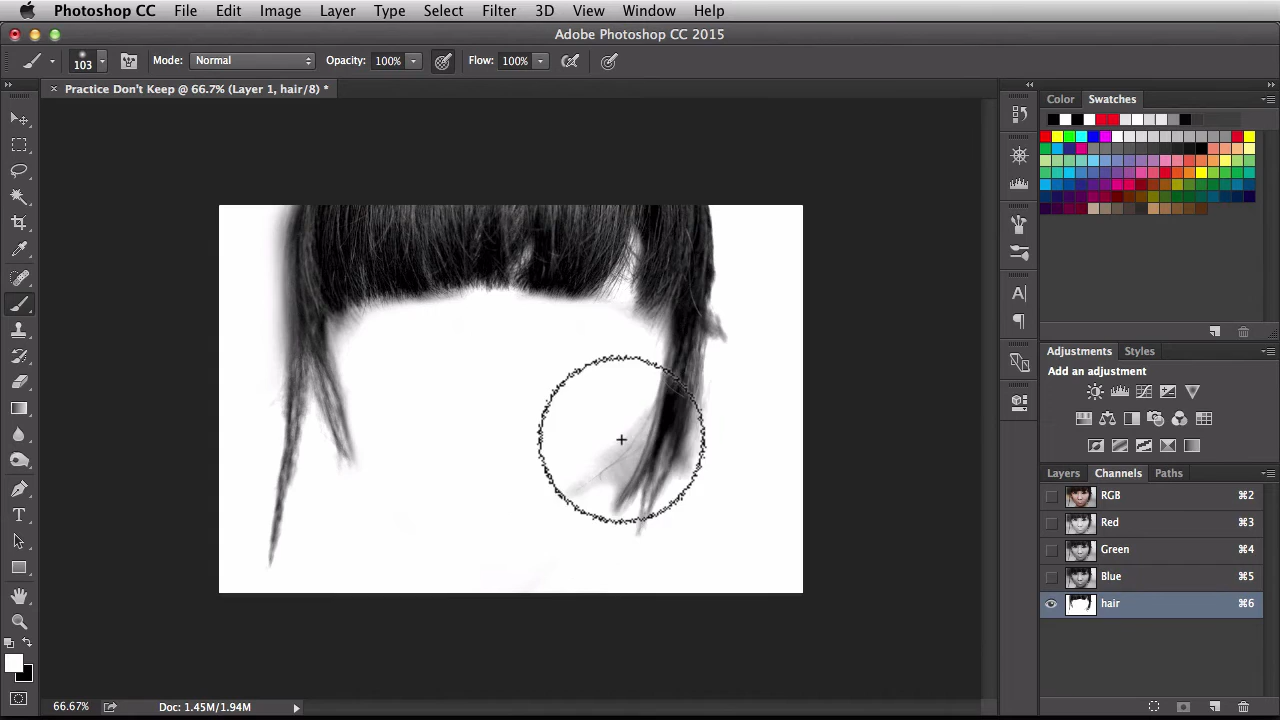 Photoshop CC File Edit Image Layer Type Select Filter 3D View Window Help
Adobe Photoshop CC 2015
103 Mode: Normal Opacity: 100% Flow: 100%
× Practice Don't Keep @ 66.7% (Layer 1, hair/8) *
Color Swatches
A
Adjustments Styles
Add an adjustment
Layers Channels Paths
RGB ⌘2
Red ⌘3
Green ⌘4
Blue ⌘5
hair ⌘6
T
66.67% Doc: 1.45M/1.94M